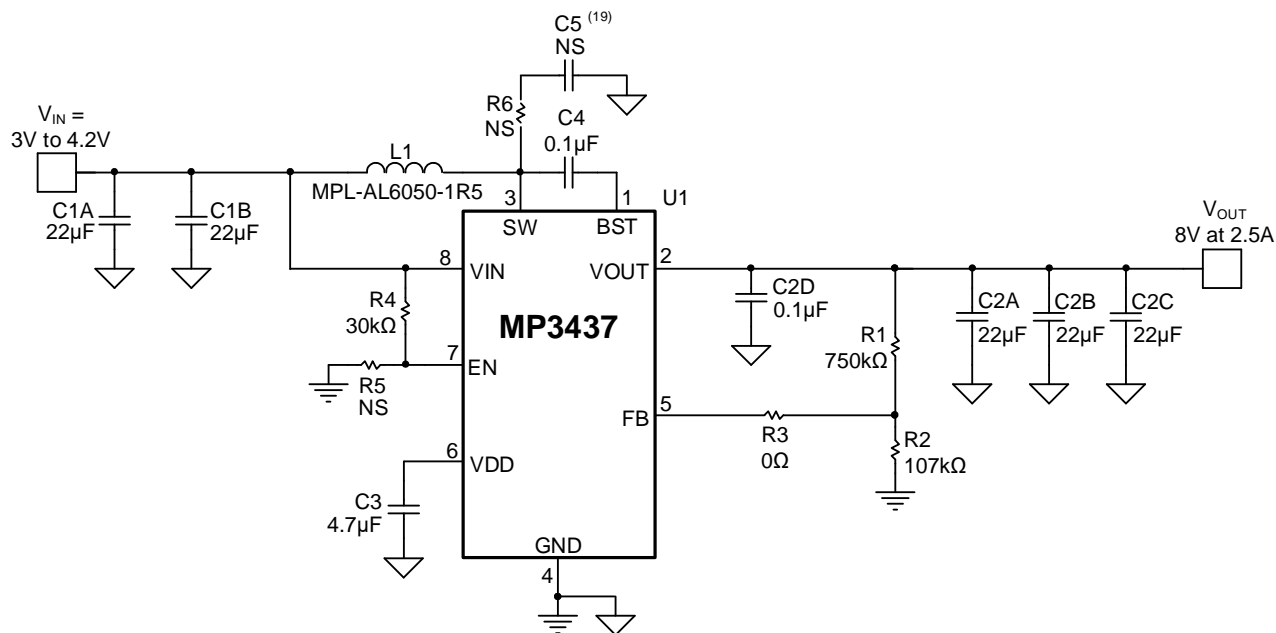 C5 (19)
NS
R6
NS
C4
0.1µF
VIN =
3V to 4.2V
L1
MPL-AL6050-1R5
C1A
22µF
C1B
22µF
3
1
U1
SW
BST
VOUT
8V at 2.5A
8
VIN
VOUT
2
R4
30kΩ
C2D
0.1µF
C2A
22µF
C2B
22µF
C2C
22µF
MP3437
R1
750kΩ
7
EN
R5
NS
FB
5
R3
0Ω
R2
107kΩ
6
VDD
C3
4.7µF
GND
4